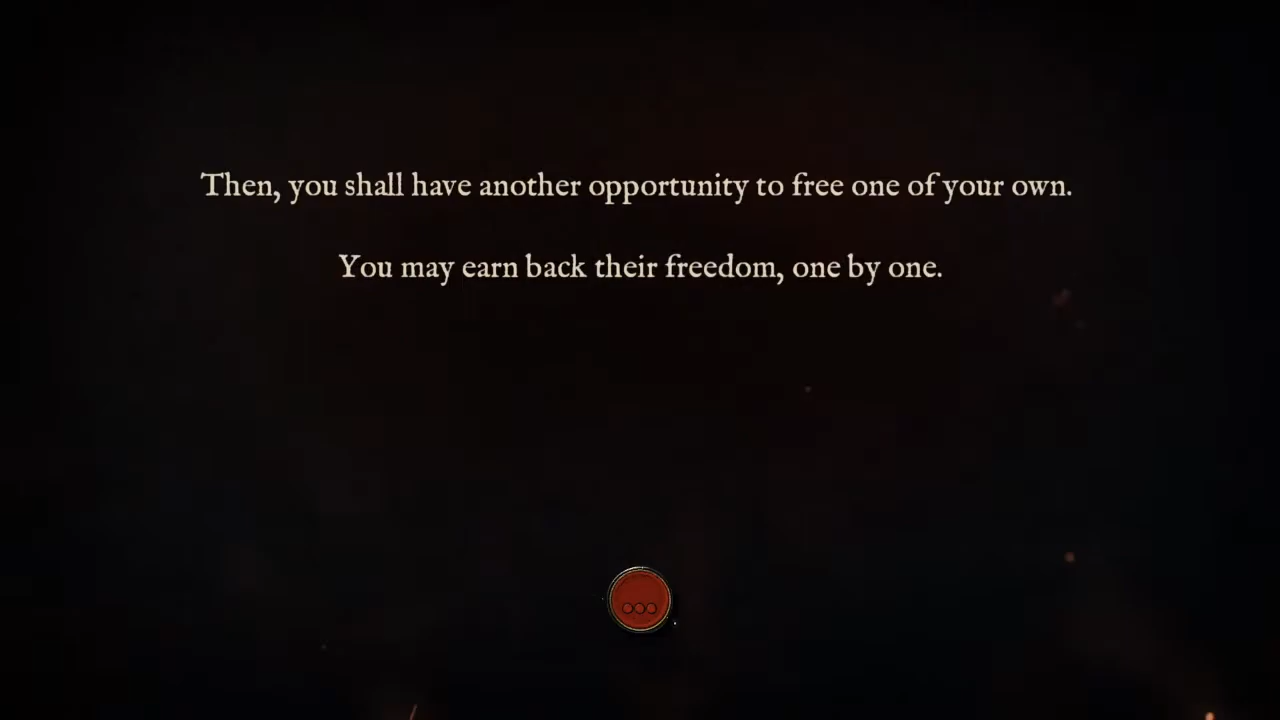 Then, you shall have another opportunity to free one of your own.
You may earn back their freedom, one by one.